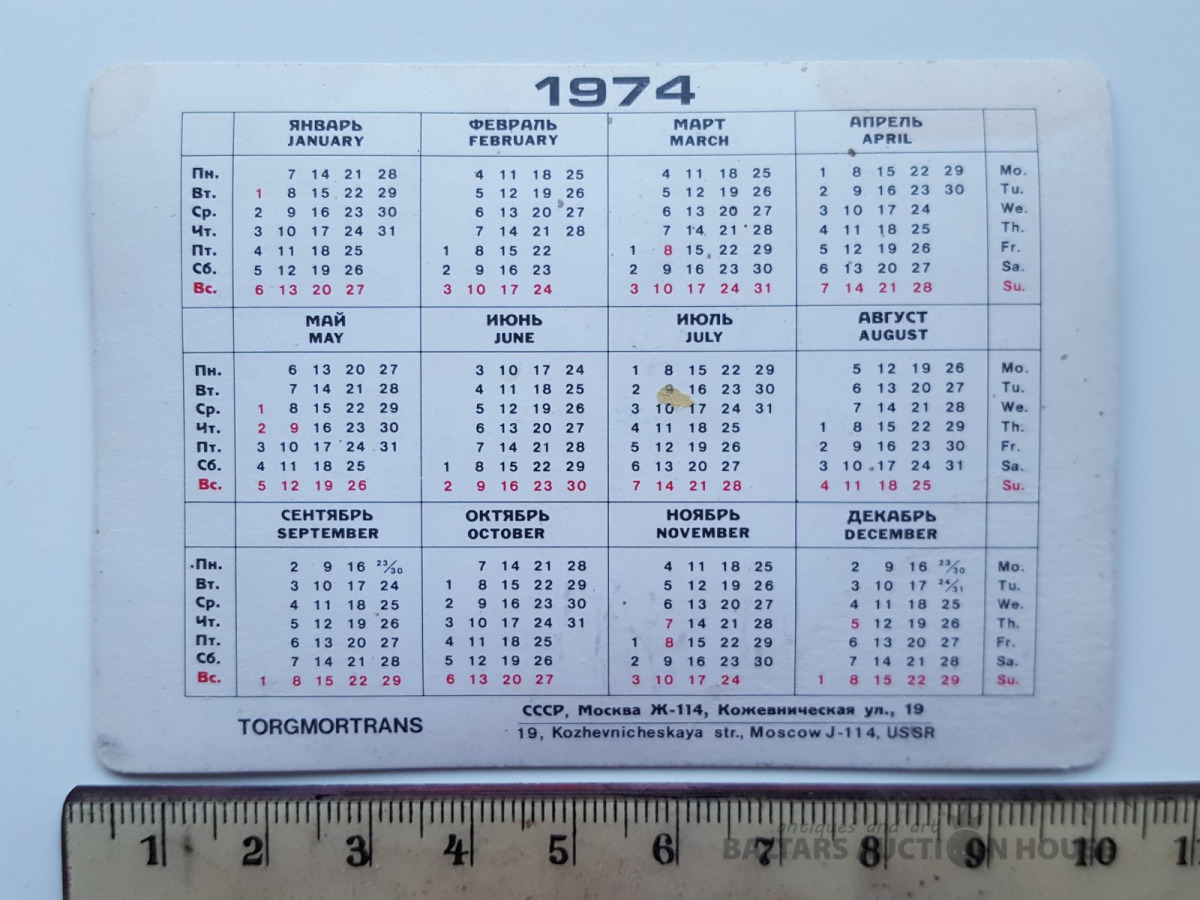 1974
ЯНВАРЬ ФЕВРАЛЬ МАРТ АПРЕЛЬ
JANUARY FEBRUARY MARCH APRIL
Пн. 7 14 21 28 4 11 18 25 4 11 18 25 1 8 15 22 29 Mo.
Вт. 1 8 15 22 29 5 12 19 26 5 12 19 26 2 9 16 23 30 Tu.
Ср. 2 9 16 23 30 6 13 20 27 6 13 20 27 3 10 17 24 We.
Чт. 3 10 17 24 31 7 14 21 28 7 14 21 28 4 11 18 25 Th.
Пт. 4 11 18 25 1 8 15 22 1 8 15 22 29 5 12 19 26 Fr.
Сб. 5 12 19 26 2 9 16 23 2 9 16 23 30 6 13 20 27 Sa.
Вс. 6 13 20 27 3 10 17 24 3 10 17 24 31 7 14 21 28 Su.
МАЙ ИЮНЬ ИЮЛЬ АВГУСТ
MAY JUNE JULY AUGUST
Пн. 6 13 20 27 3 10 17 24 1 8 15 22 29 5 12 19 26 Mo.
Вт. 7 14 21 28 4 11 18 25 2 9 16 23 30 6 13 20 27 Tu.
Ср. 1 8 15 22 29 5 12 19 26 3 10 17 24 31 7 14 21 28 We.
Чт. 2 9 16 23 30 6 13 20 27 4 11 18 25 1 8 15 22 29 Th.
Пт. 3 10 17 24 31 7 14 21 28 5 12 19 26 2 9 16 23 30 Fr.
Сб. 4 11 18 25 1 8 15 22 29 6 13 20 27 3 10 17 24 31 Sa.
Вс. 5 12 19 26 2 9 16 23 30 7 14 21 28 4 11 18 25 Su.
СЕНТЯБРЬ ОКТЯБРЬ НОЯБРЬ ДЕКАБРЬ
SEPTEMBER OCTOBER NOVEMBER DECEMBER
Пн. 2 9 16 23/30 7 14 21 28 4 11 18 25 2 9 16 23/30 Mo.
Вт. 3 10 17 24 1 8 15 22 29 5 12 19 26 3 10 17 24/31 Tu.
Ср. 4 11 18 25 2 9 16 23 30 6 13 20 27 4 11 18 25 We.
Чт. 5 12 19 26 3 10 17 24 31 7 14 21 28 5 12 19 26 Th.
Пт. 6 13 20 27 4 11 18 25 1 8 15 22 29 6 13 20 27 Fr.
Сб. 7 14 21 28 5 12 19 26 2 9 16 23 30 7 14 21 28 Sa.
Вс. 1 8 15 22 29 6 13 20 27 3 10 17 24 1 8 15 22 29 Su.
TORGMORTRANS
СССР, Москва Ж-114, Кожевническая ул., 19
19, Kozhevnicheskaya str., Moscow J-114, USSR
antiques and art
BALTARS AUCTION HOUSE
1 2 3 4 5 6 7 8 9 10 1